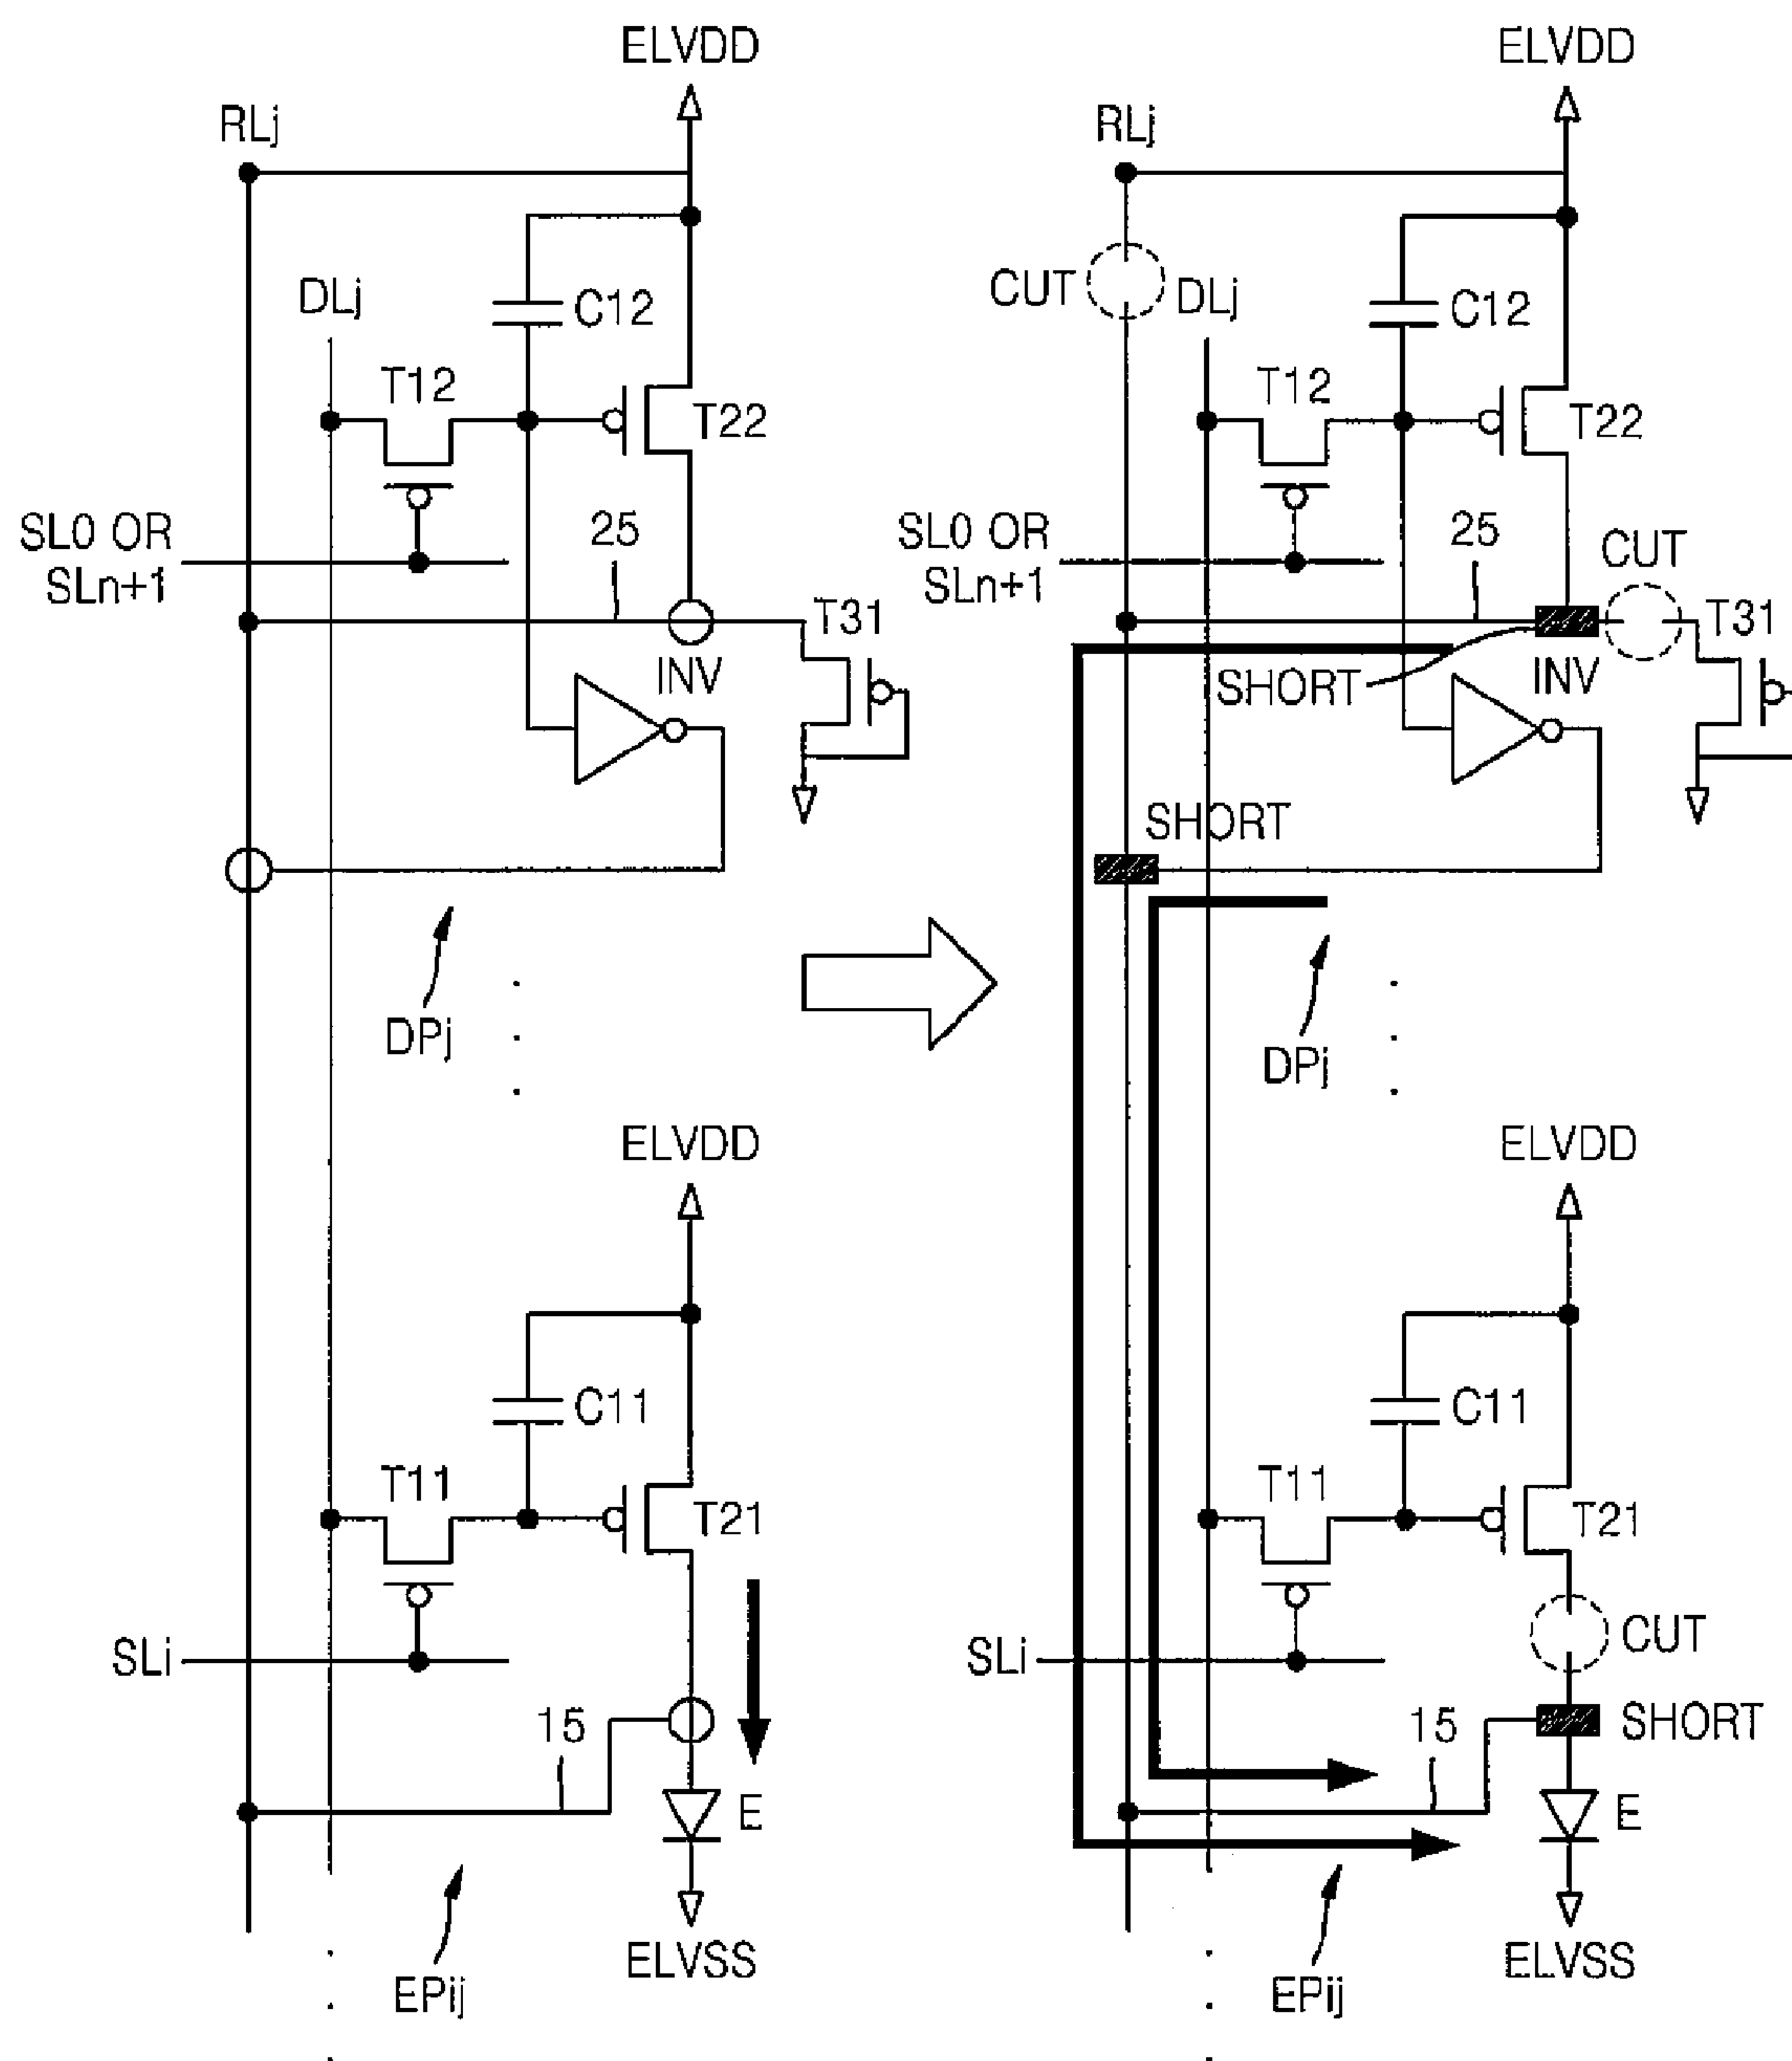 ELVDD
RLj
DLj
C12
T12
T22
SL0 OR
SLn+1
25
T31
INV
DPj
ELVDD
C11
T11
T21
SLi
15
E
ELVSS
EPij
ELVDD
RLj
CUT
DLj
C12
T12
T22
SL0 OR
SLn+1
25
CUT
T31
SHORT
INV
SHORT
DPj
ELVDD
C11
T11
T21
CUT
SLi
15
SHORT
E
ELVSS
EPij